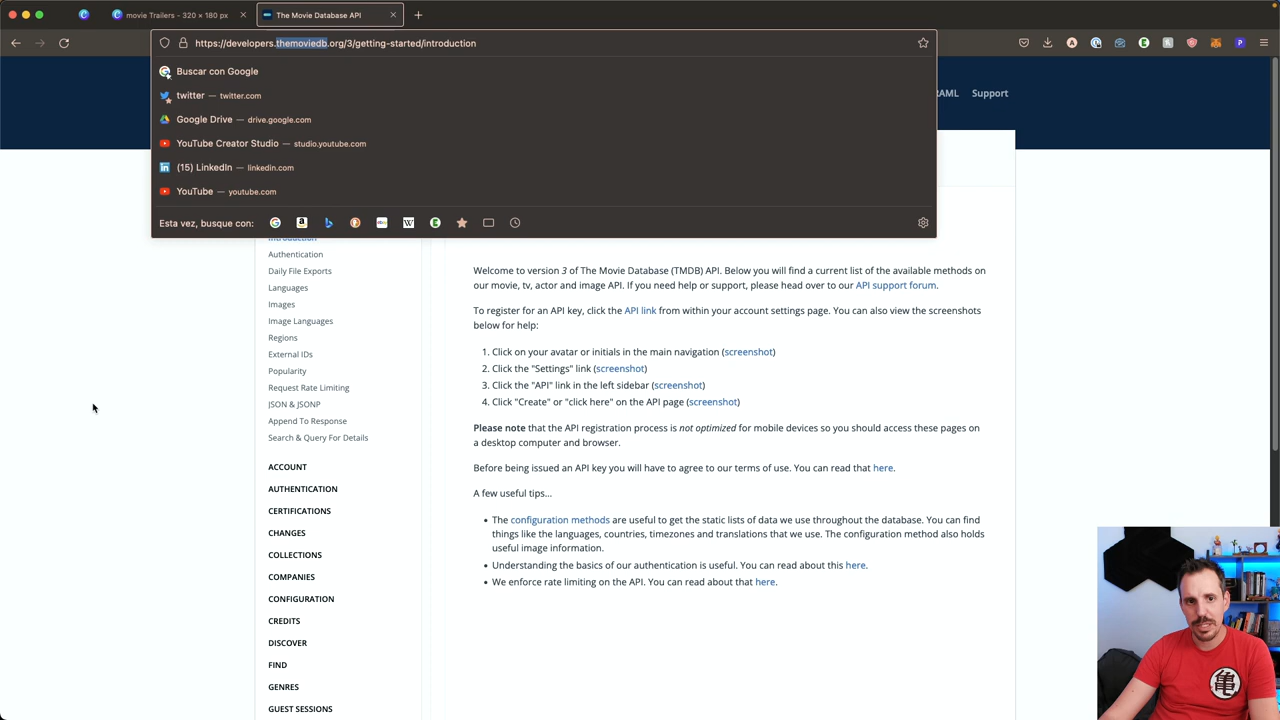 movie Trailers – 320 × 180 px
The Movie Database API
https://developers.themoviedb.org/3/getting-started/introduction
Buscar con Google
twitter — twitter.com
Google Drive — drive.google.com
YouTube Creator Studio — studio.youtube.com
(15) LinkedIn — linkedin.com
YouTube — youtube.com
Esta vez, busque con:
RAML Support
Introduction
Authentication
Daily File Exports
Languages
Images
Image Languages
Regions
External IDs
Popularity
Request Rate Limiting
JSON & JSONP
Append To Response
Search & Query For Details
ACCOUNT
AUTHENTICATION
CERTIFICATIONS
CHANGES
COLLECTIONS
COMPANIES
CONFIGURATION
CREDITS
DISCOVER
FIND
GENRES
GUEST SESSIONS
Welcome to version 3 of The Movie Database (TMDB) API. Below you will find a current list of the available methods on
our movie, tv, actor and image API. If you need help or support, please head over to our API support forum.
To register for an API key, click the API link from within your account settings page. You can also view the screenshots
below for help:
1. Click on your avatar or initials in the main navigation (screenshot)
2. Click the "Settings" link (screenshot)
3. Click the "API" link in the left sidebar (screenshot)
4. Click "Create" or "click here" on the API page (screenshot)
Please note that the API registration process is not optimized for mobile devices so you should access these pages on
a desktop computer and browser.
Before being issued an API key you will have to agree to our terms of use. You can read that here.
A few useful tips...
• The configuration methods are useful to get the static lists of data we use throughout the database. You can find
things like the languages, countries, timezones and translations that we use. The configuration method also holds
useful image information.
• Understanding the basics of our authentication is useful. You can read about this here.
• We enforce rate limiting on the API. You can read about that here.